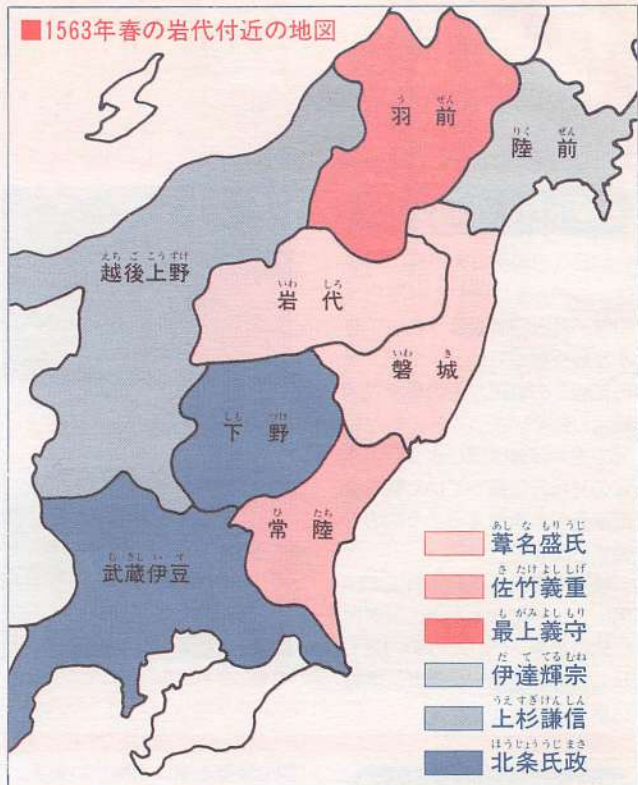 ■1563年春の岩代付近の地図
うぜん
羽前
りくぜん
陸前
えちごこうずけ
越後上野
いわしろ
岩代
いわき
磐城
しもつけ
下野
ひたち
常陸
むさしいず
武蔵伊豆
あしなもりうじ
葦名盛氏
さたけよししげ
佐竹義重
もがみよしもり
最上義守
だててるむね
伊達輝宗
うえすぎけんしん
上杉謙信
ほうじょううじまさ
北条氏政